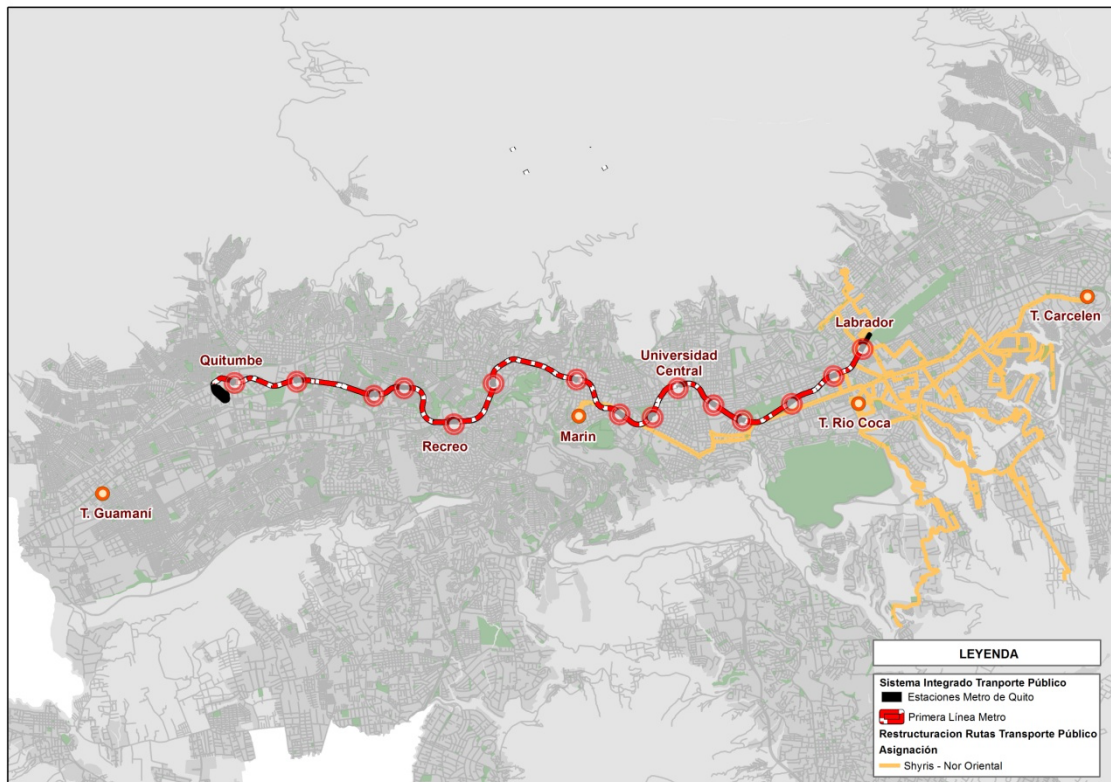 Labrador
T. Carcelen
Quitumbe
Universidad
Central
T. Rio Coca
Marin
Recreo
T. Guamaní
LEYENDA
Sistema Integrado Tranporte Público
Estaciones Metro de Quito
Primera Línea Metro
Restructuracion Rutas Transporte Público
Asignación
Shyris - Nor Oriental